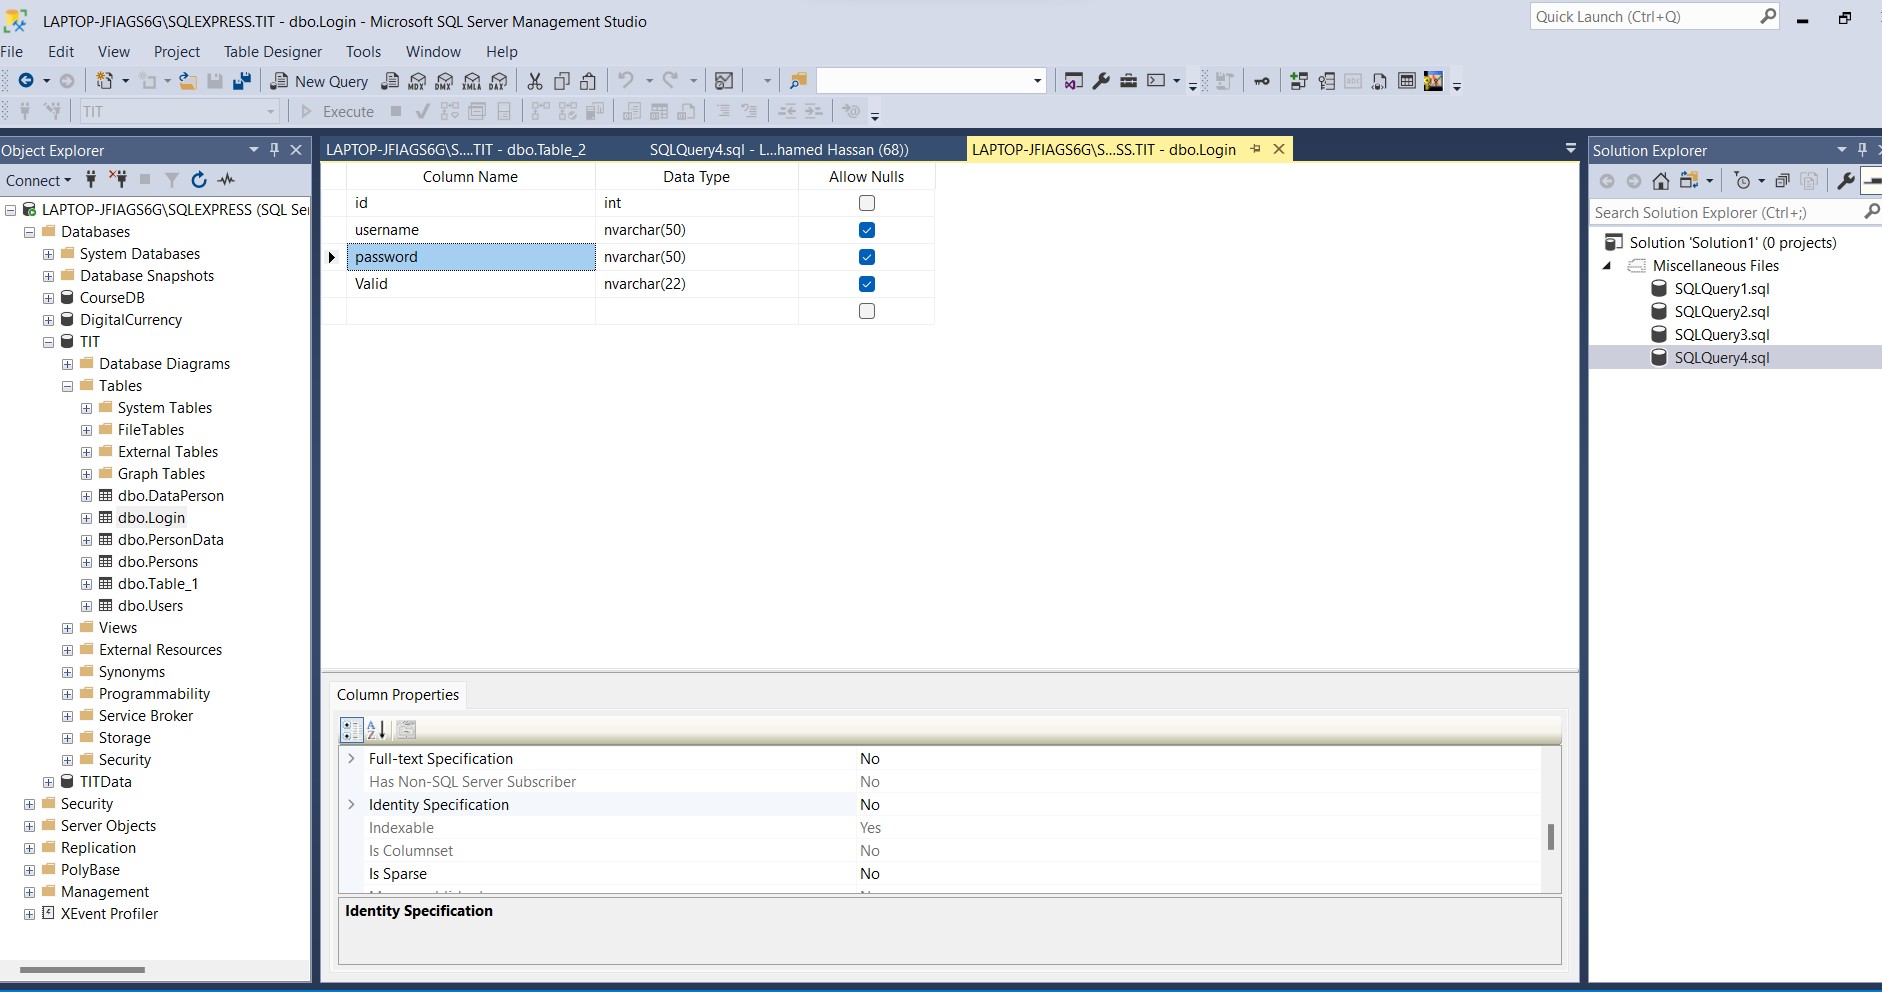 LAPTOP-JFIAGS6G\SQLEXPRESS.TIT - dbo.Login - Microsoft SQL Server Management Studio
Quick Launch (Ctrl+Q)
File Edit View Project Table Designer Tools Window Help
New Query MDX DMX XMLA DAX
TIT Execute
Object Explorer
Connect
LAPTOP-JFIAGS6G\SQLEXPRESS (SQL Ser
Databases
System Databases
Database Snapshots
CourseDB
DigitalCurrency
TIT
Database Diagrams
Tables
System Tables
FileTables
External Tables
Graph Tables
dbo.DataPerson
dbo.Login
dbo.PersonData
dbo.Persons
dbo.Table_1
dbo.Users
Views
External Resources
Synonyms
Programmability
Service Broker
Storage
Security
TITData
Security
Server Objects
Replication
PolyBase
Management
XEvent Profiler
LAPTOP-JFIAGS6G\S....TIT - dbo.Table_2 SQLQuery4.sql - L...hamed Hassan (68)) LAPTOP-JFIAGS6G\S...SS.TIT - dbo.Login
Column Name Data Type Allow Nulls
id int
username nvarchar(50)
password nvarchar(50)
Valid nvarchar(22)
Column Properties
Full-text Specification No
Has Non-SQL Server Subscriber No
Identity Specification No
Indexable Yes
Is Columnset No
Is Sparse No
Identity Specification
Solution Explorer
Search Solution Explorer (Ctrl+;)
Solution 'Solution1' (0 projects)
Miscellaneous Files
SQLQuery1.sql
SQLQuery2.sql
SQLQuery3.sql
SQLQuery4.sql